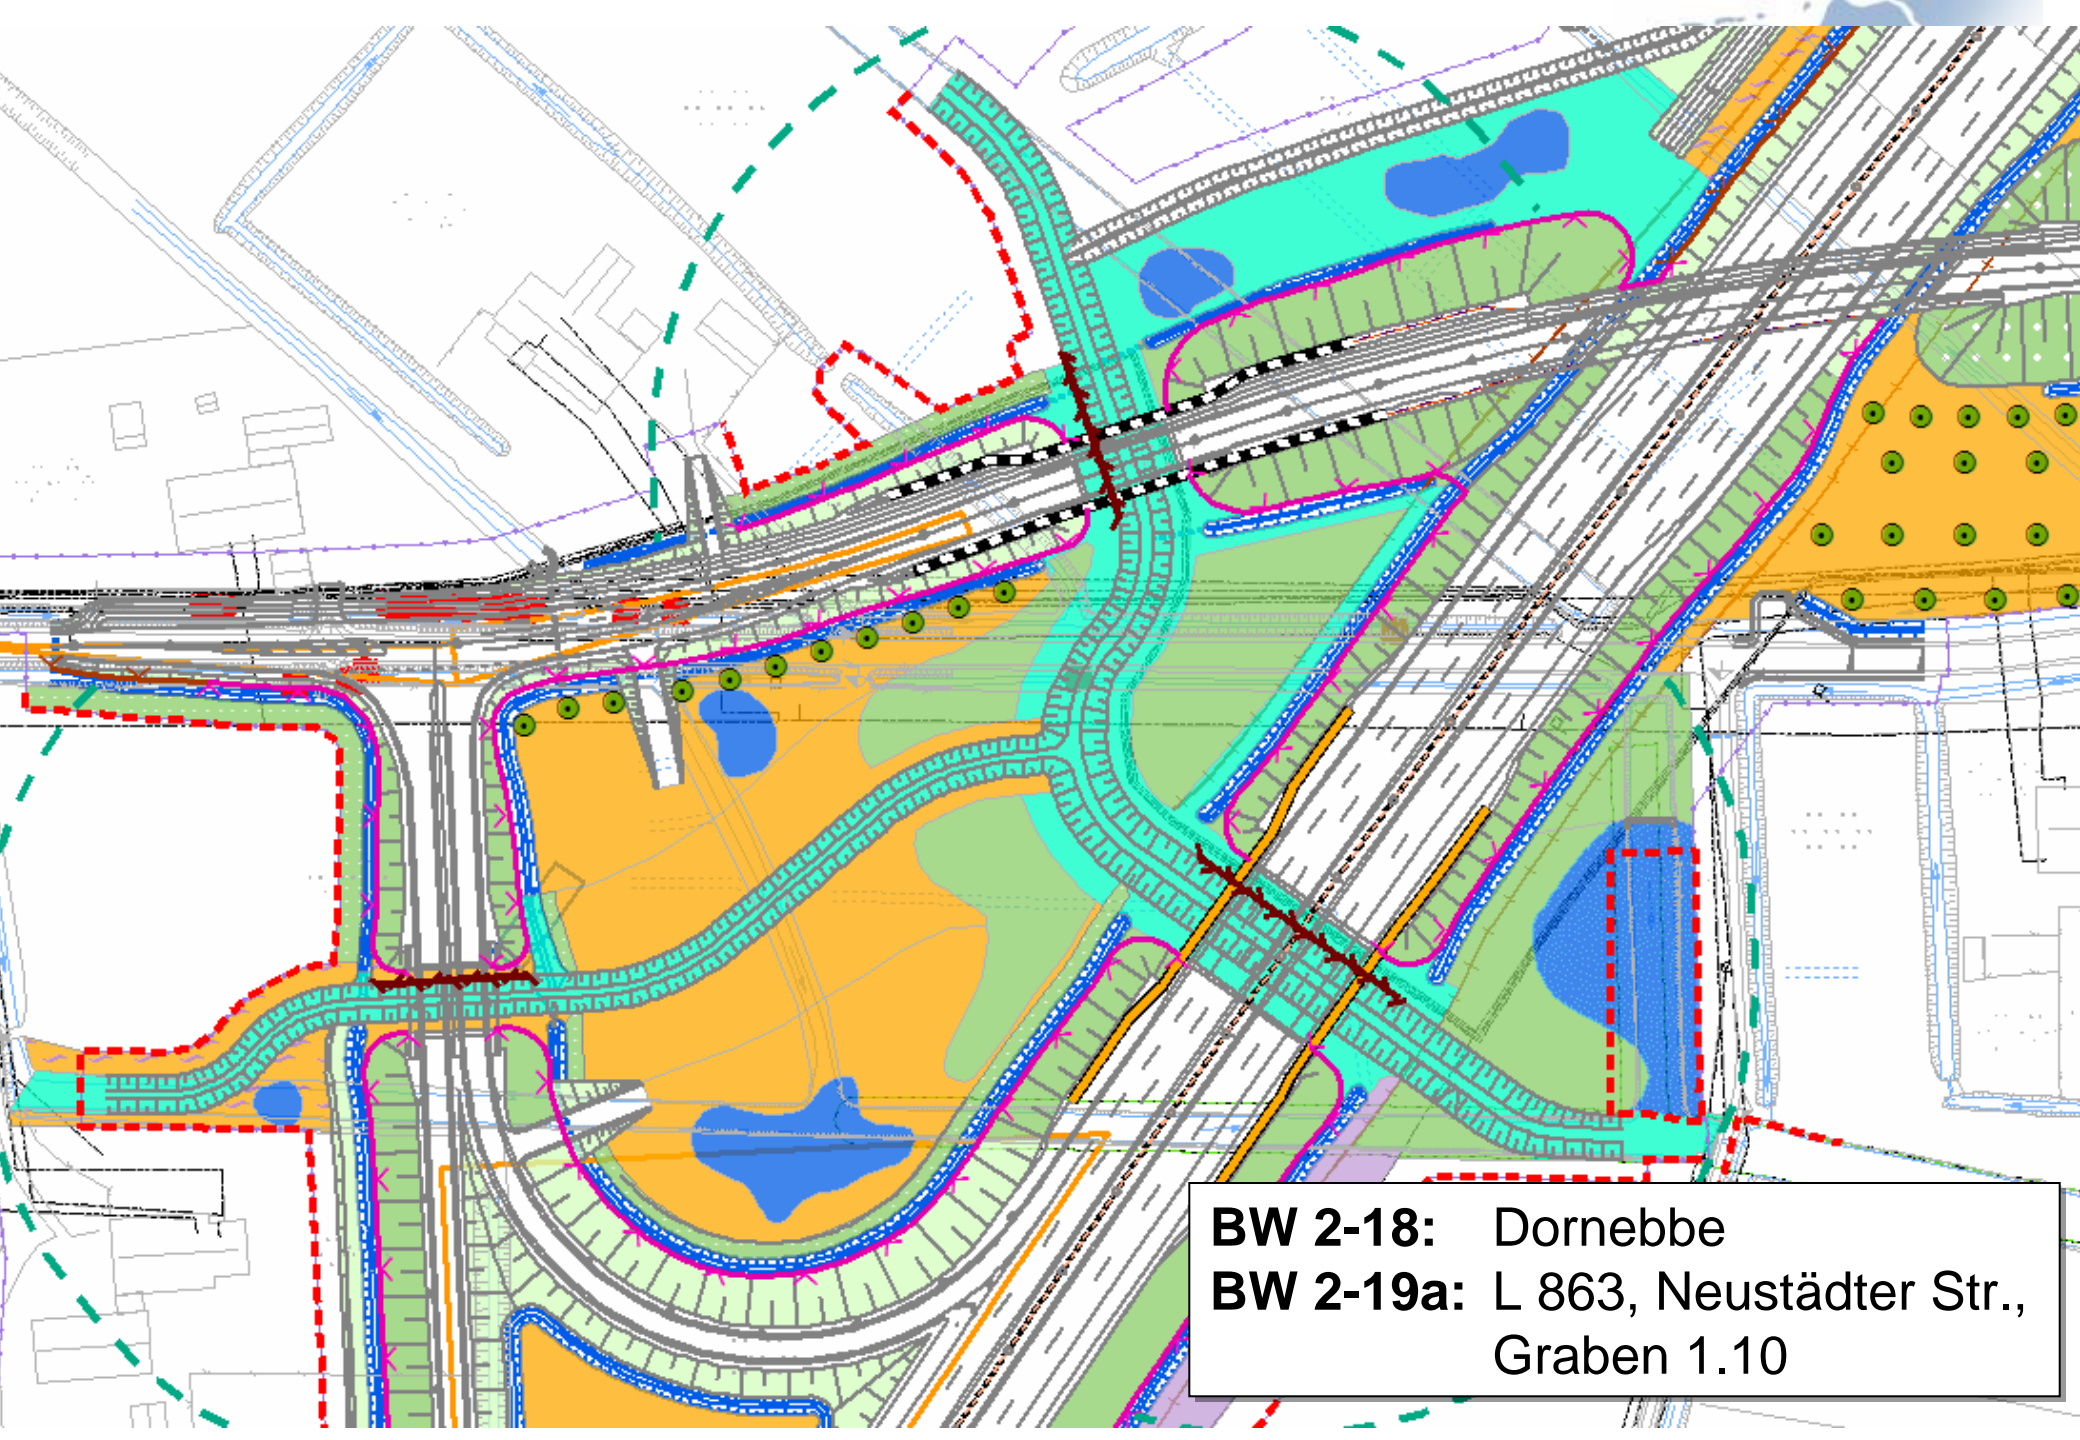 BW 2-18: Dornebbe
BW 2-19a: L 863, Neustädter Str.,
Graben 1.10